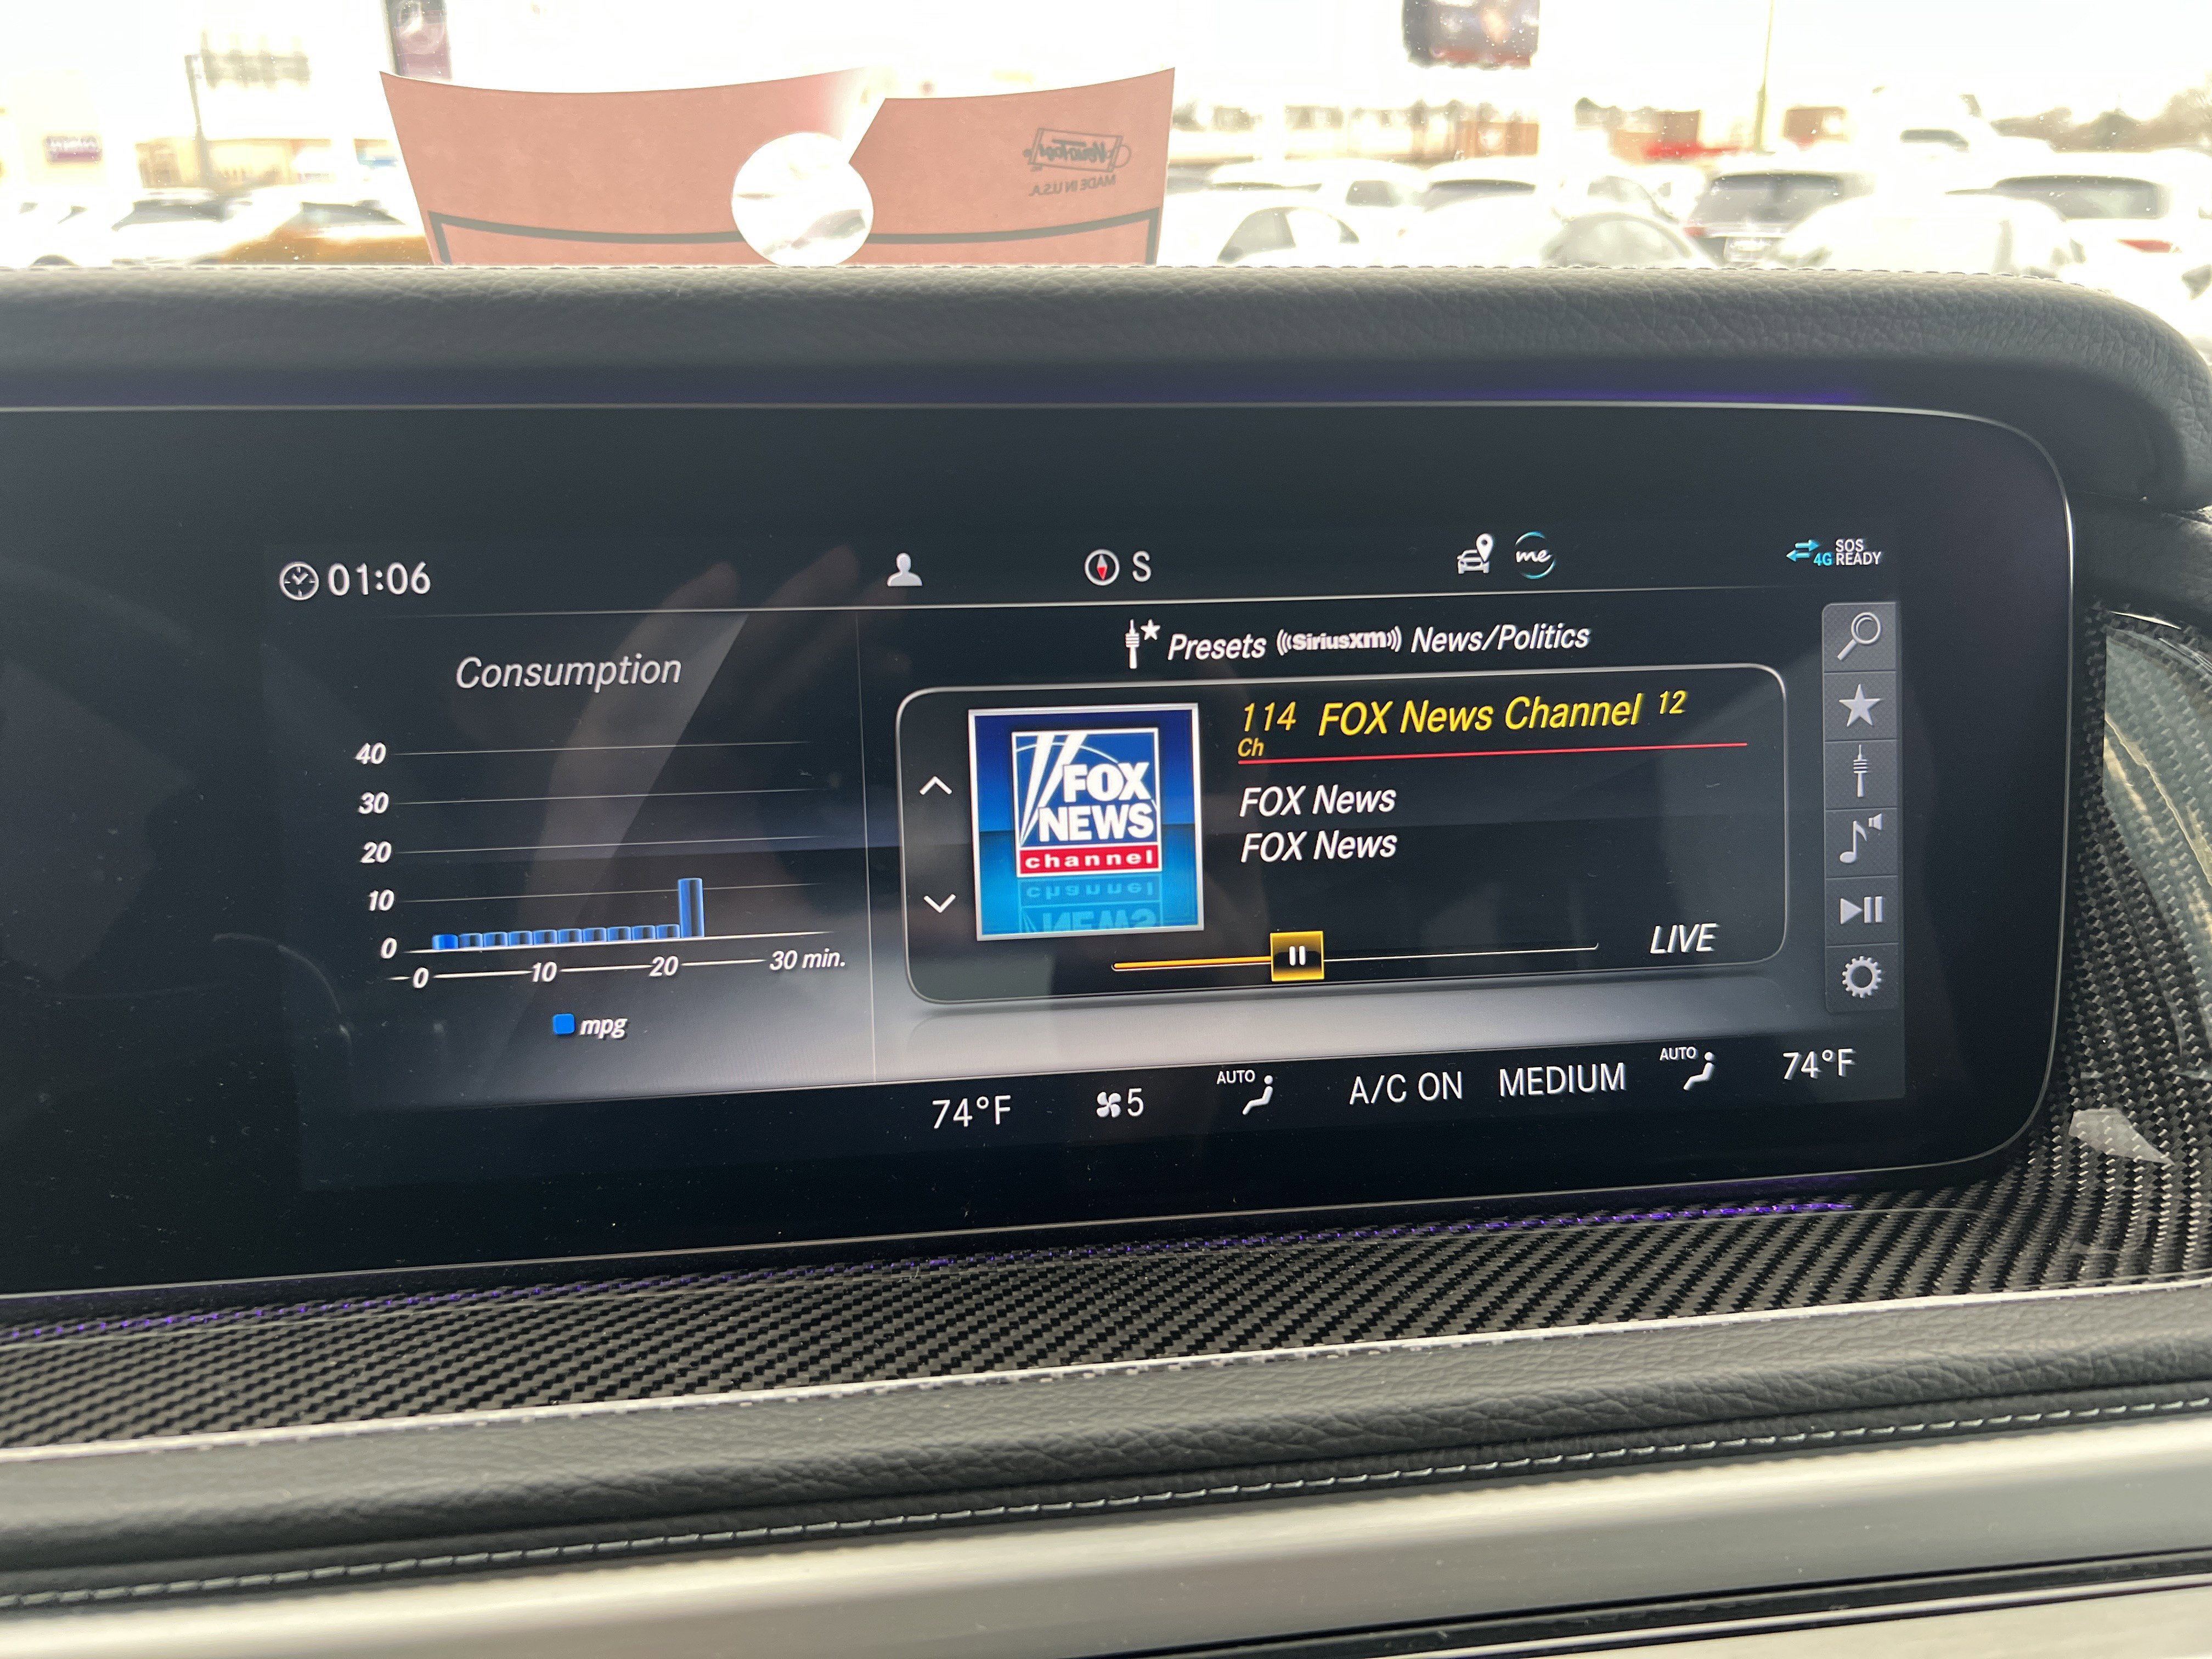 MADE IN U.S.A.
01:06
S
me
4G
SOS
READY
Consumption
40
30
20
10
0
0 10 20 30 min.
mpg
Presets ((SiriusXM)) News/Politics
FOX
NEWS
channel
114 FOX News Channel 12
Ch
FOX News
FOX News
LIVE
74°F
5
AUTO
A/C ON
MEDIUM
AUTO
74°F